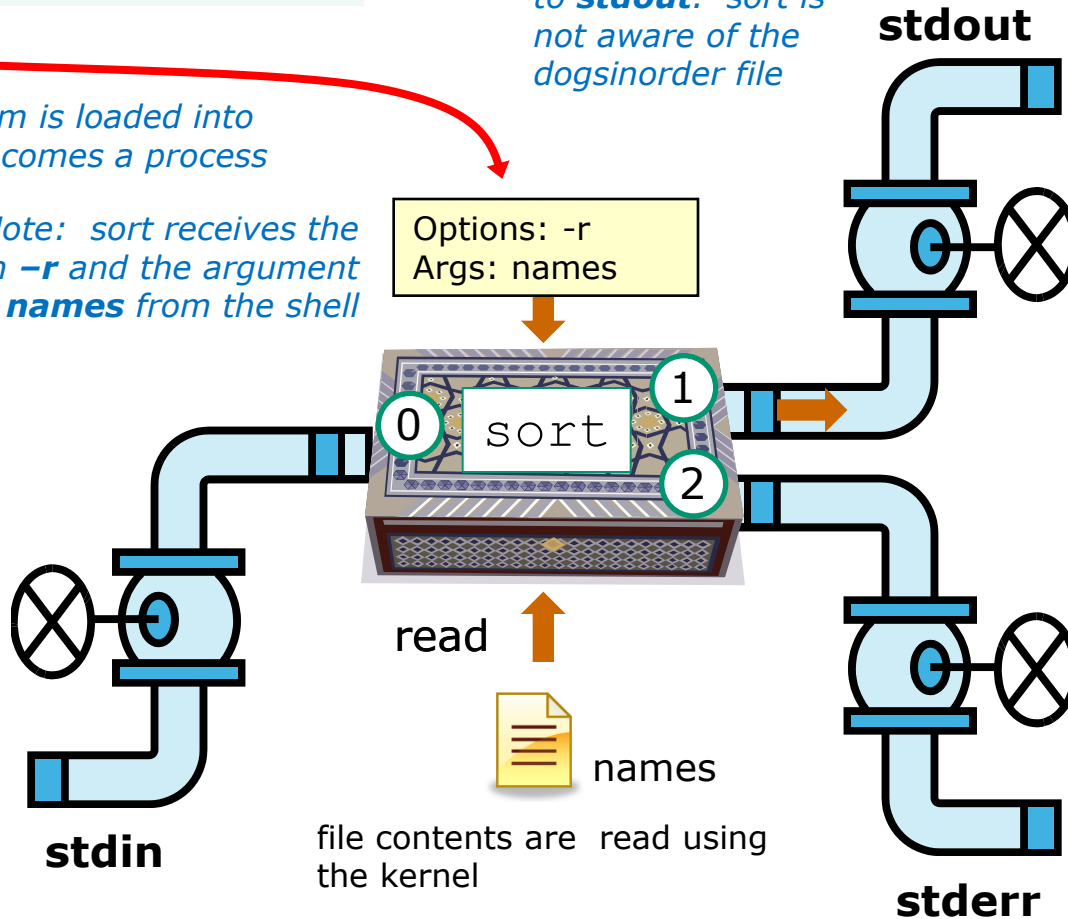 to stdout: sort is
not aware of the
dogsinorder file
stdout
m is loaded into
comes a process
Note: sort receives the
n –r and the argument
names from the shell
Options: -r
Args: names
0
1
sort
2
read
names
stdin
file contents are read using
the kernel
stderr